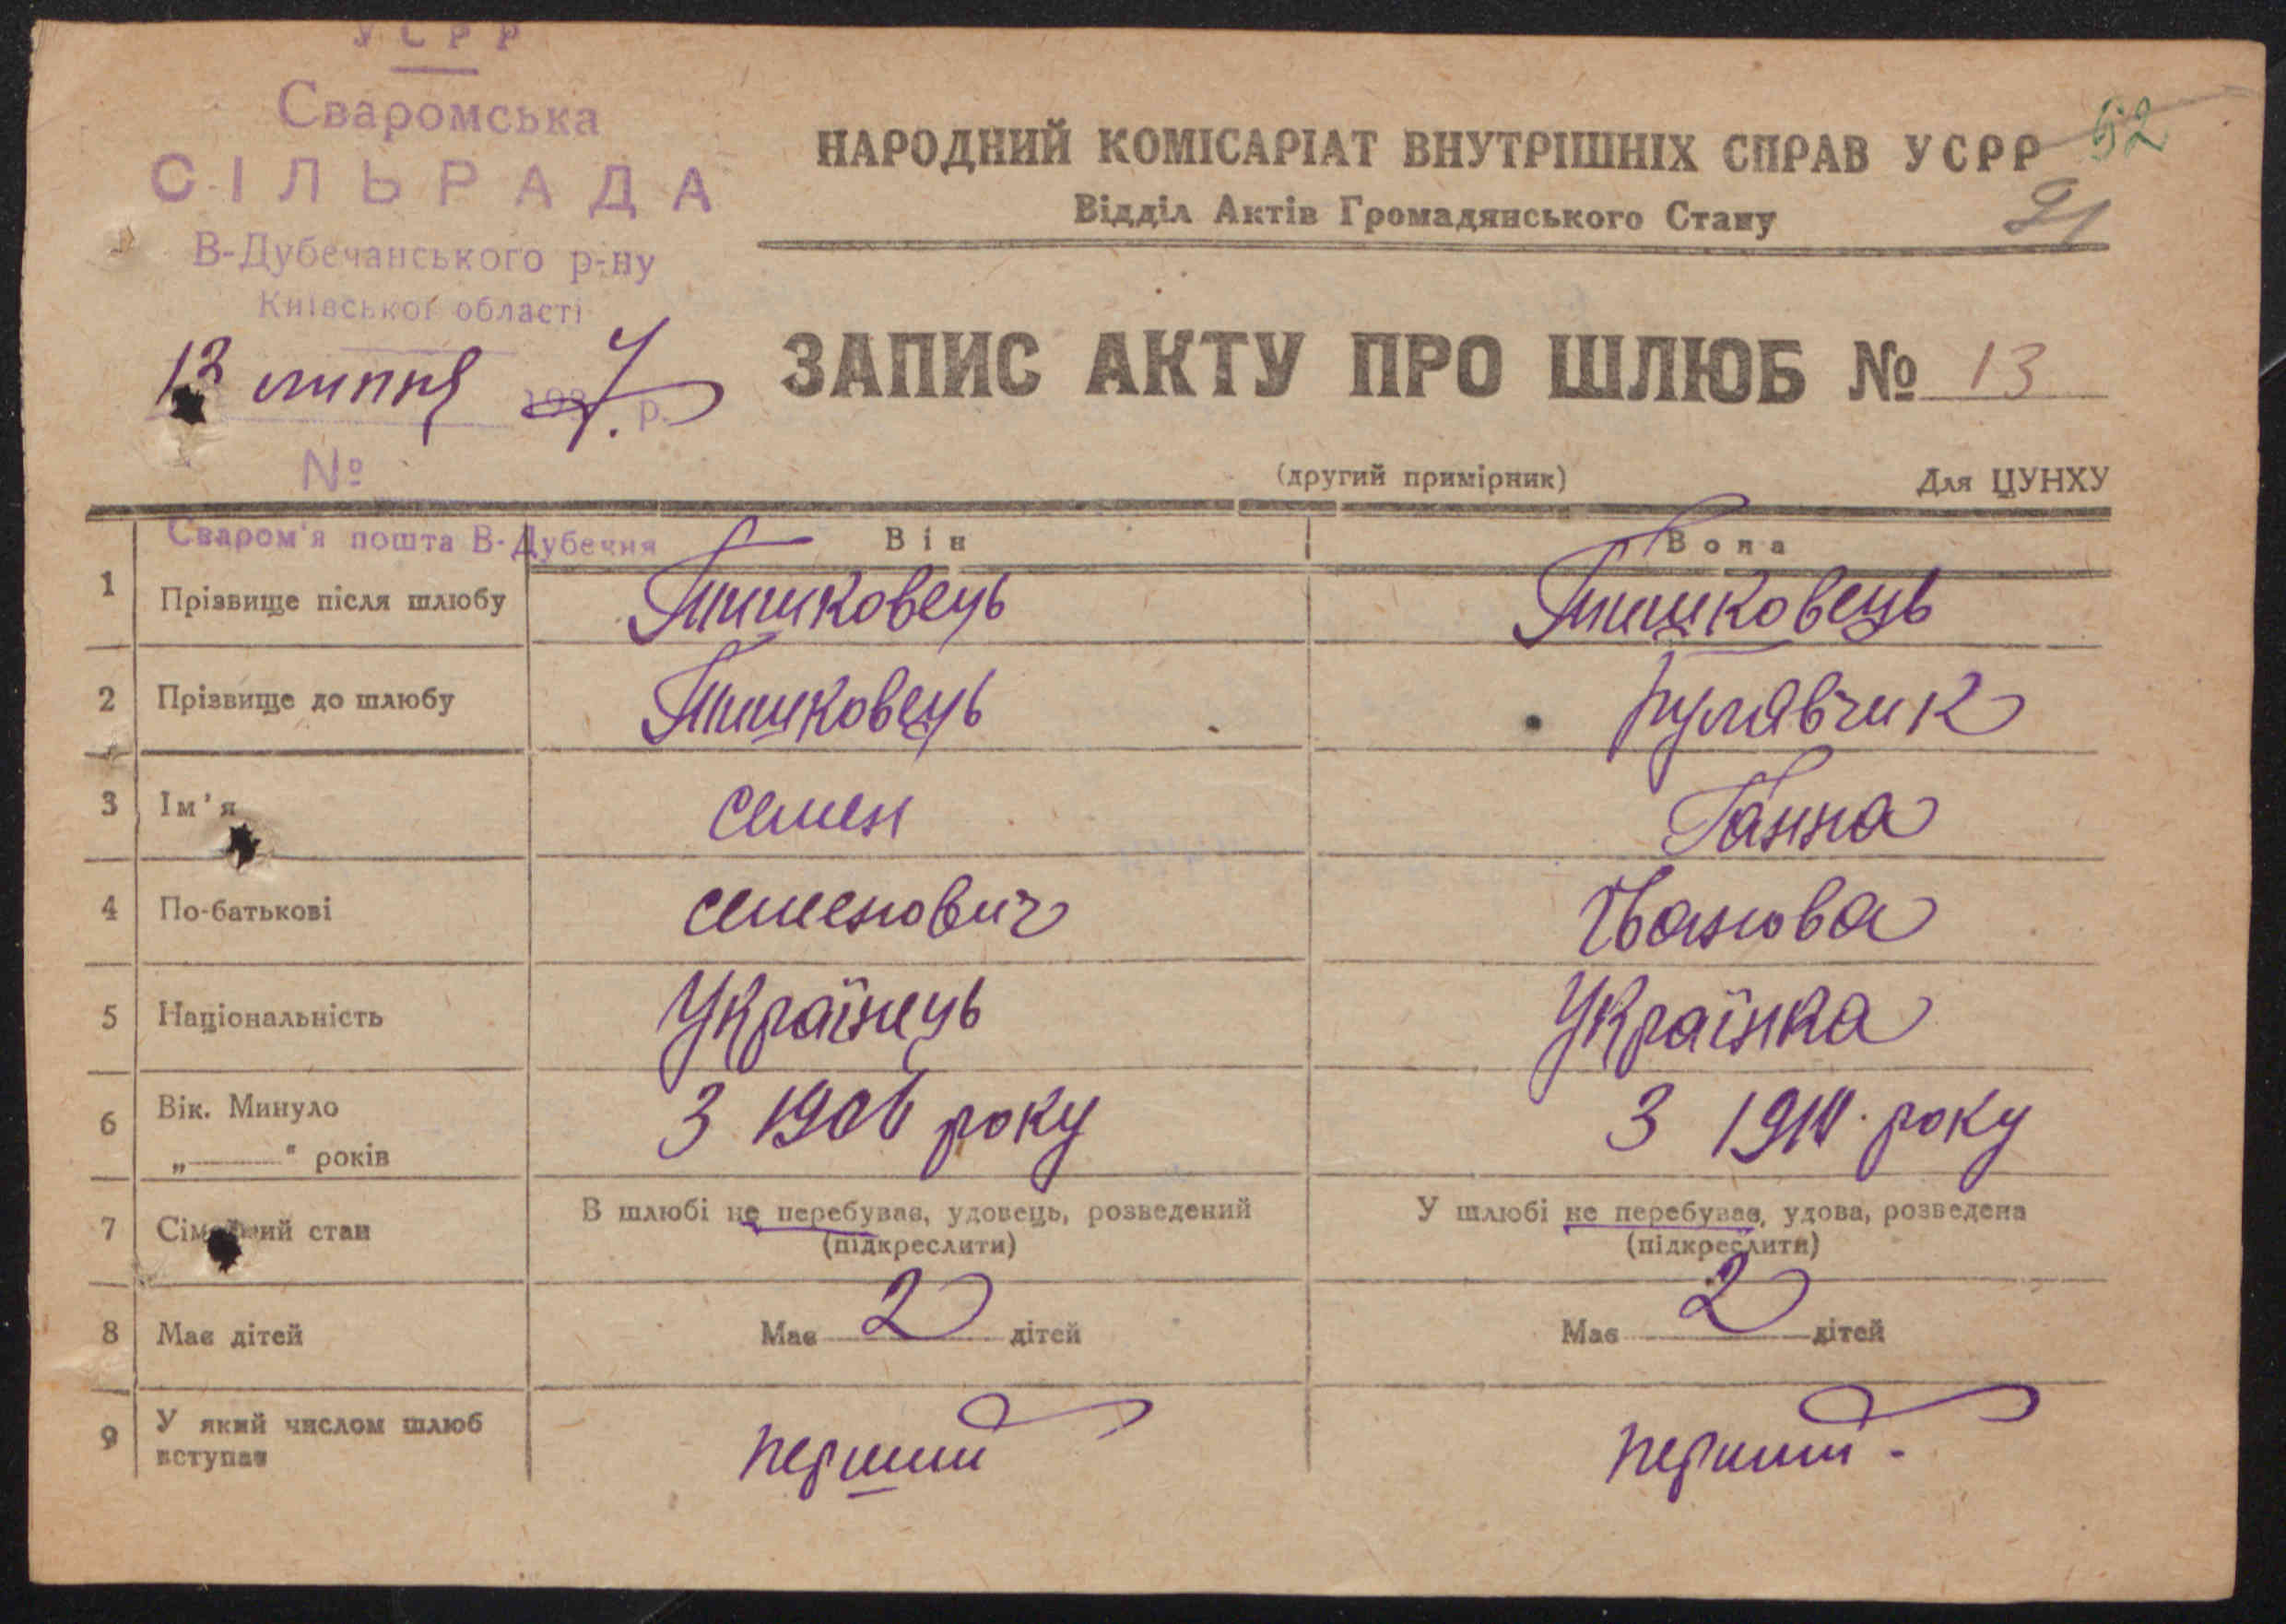 УСРР
Сваромська
СІЛЬРАДА
В-Дубечанського р-ну
Київської області
13 липня 1937 р.
№
Сваром'я пошта В-Дубечня
52
НАРОДНИЙ КОМІСАРІАТ ВНУТРІШНІХ СПРАВ УСРР
Відділ Актів Громадянського Стану
21
ЗАПИС АКТУ ПРО ШЛЮБ № 13
(другий примірник) Для ЦУНХУ
Він Вона
1 Прізвище після шлюбу Тишковець Тишковець
2 Прізвище до шлюбу Тишковець Гулявчик
3 Ім'я Семен Ганна
4 По-батькові Семенович Іванова
5 Національність Українець Українка
6 Вік. Минуло
„———" років З 1906 року З 1910 року
7 Сімейний стан В шлюбі не перебував, удовець, розведений У шлюбі не перебував, удова, розведена
(підкреслити) (підкреслити)
8 Має дітей Має 2 дітей Має 2 дітей
9 У який числом шлюб
вступає перший перший